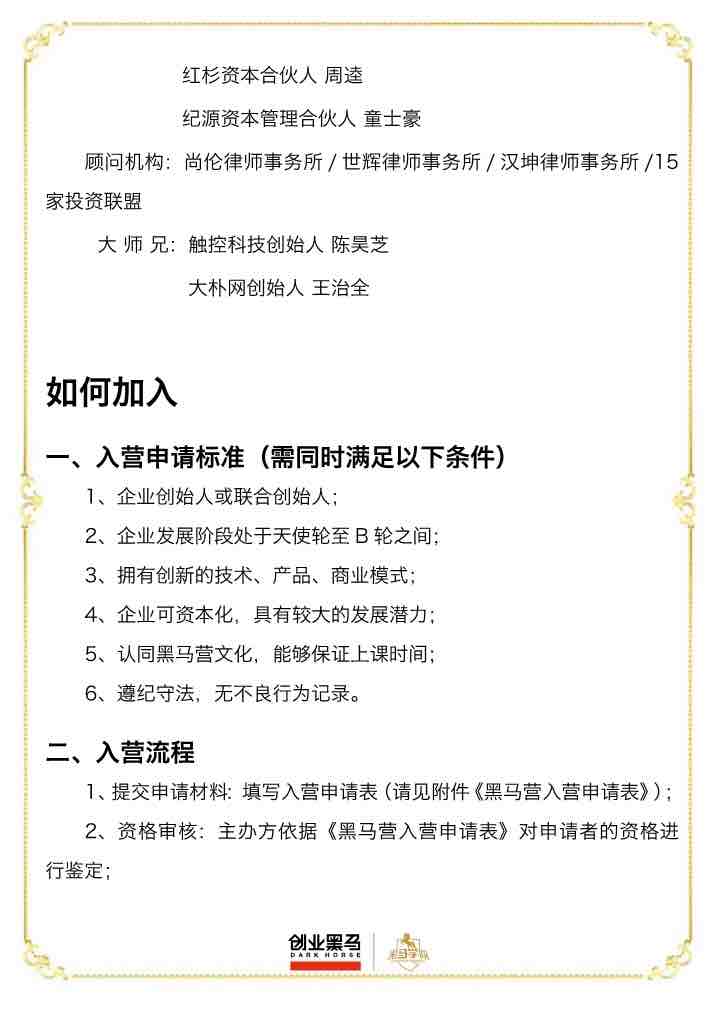 红杉资本合伙人 周逵
纪源资本管理合伙人 童士豪
顾问机构：尚伦律师事务所 / 世辉律师事务所 / 汉坤律师事务所 /15
家投资联盟
大 师 兄：触控科技创始人 陈昊芝
大朴网创始人 王治全
如何加入
一、入营申请标准（需同时满足以下条件）
1、企业创始人或联合创始人；
2、企业发展阶段处于天使轮至 B 轮之间；
3、拥有创新的技术、产品、商业模式；
4、企业可资本化，具有较大的发展潜力；
5、认同黑马营文化，能够保证上课时间；
6、遵纪守法，无不良行为记录。
二、入营流程
1、提交申请材料：填写入营申请表（请见附件《黑马营入营申请表》）；
2、资格审核：主办方依据《黑马营入营申请表》对申请者的资格进
行鉴定；
创业黑马
DARK HORSE
黑马学院